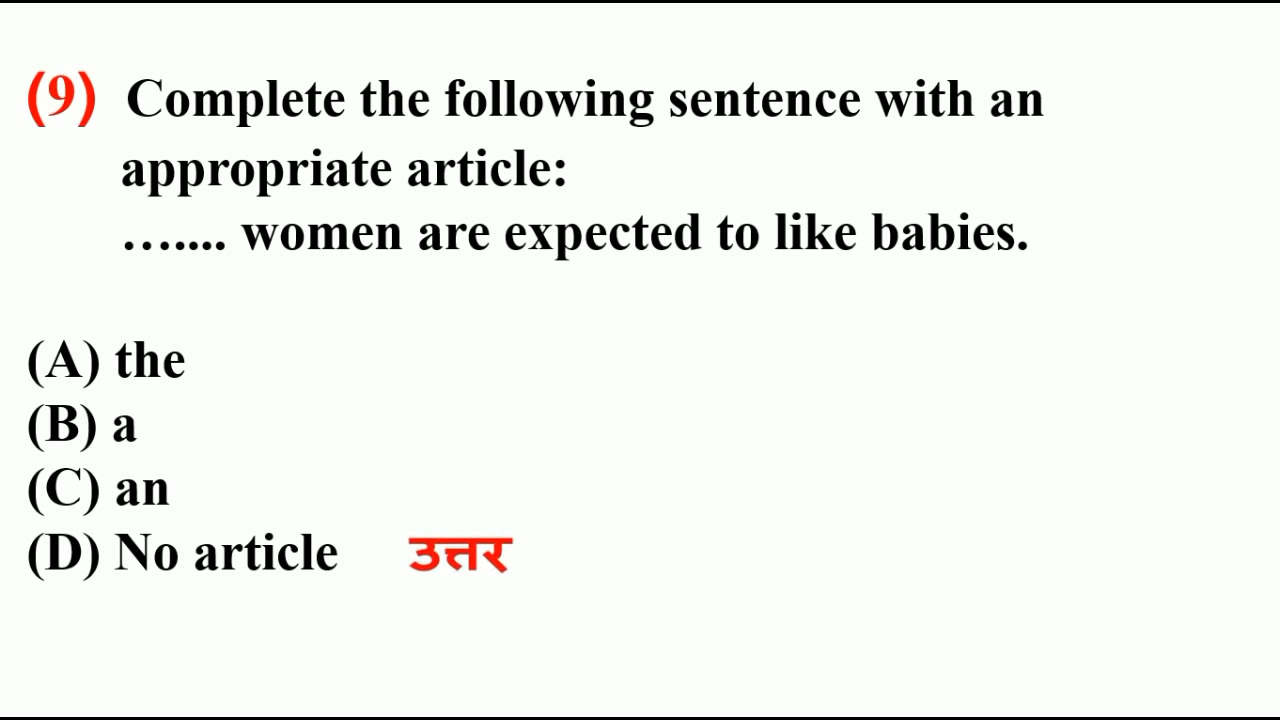 (9) Complete the following sentence with an
appropriate article:
…..... women are expected to like babies.
(A) the
(B) a
(C) an
(D) No article उत्तर